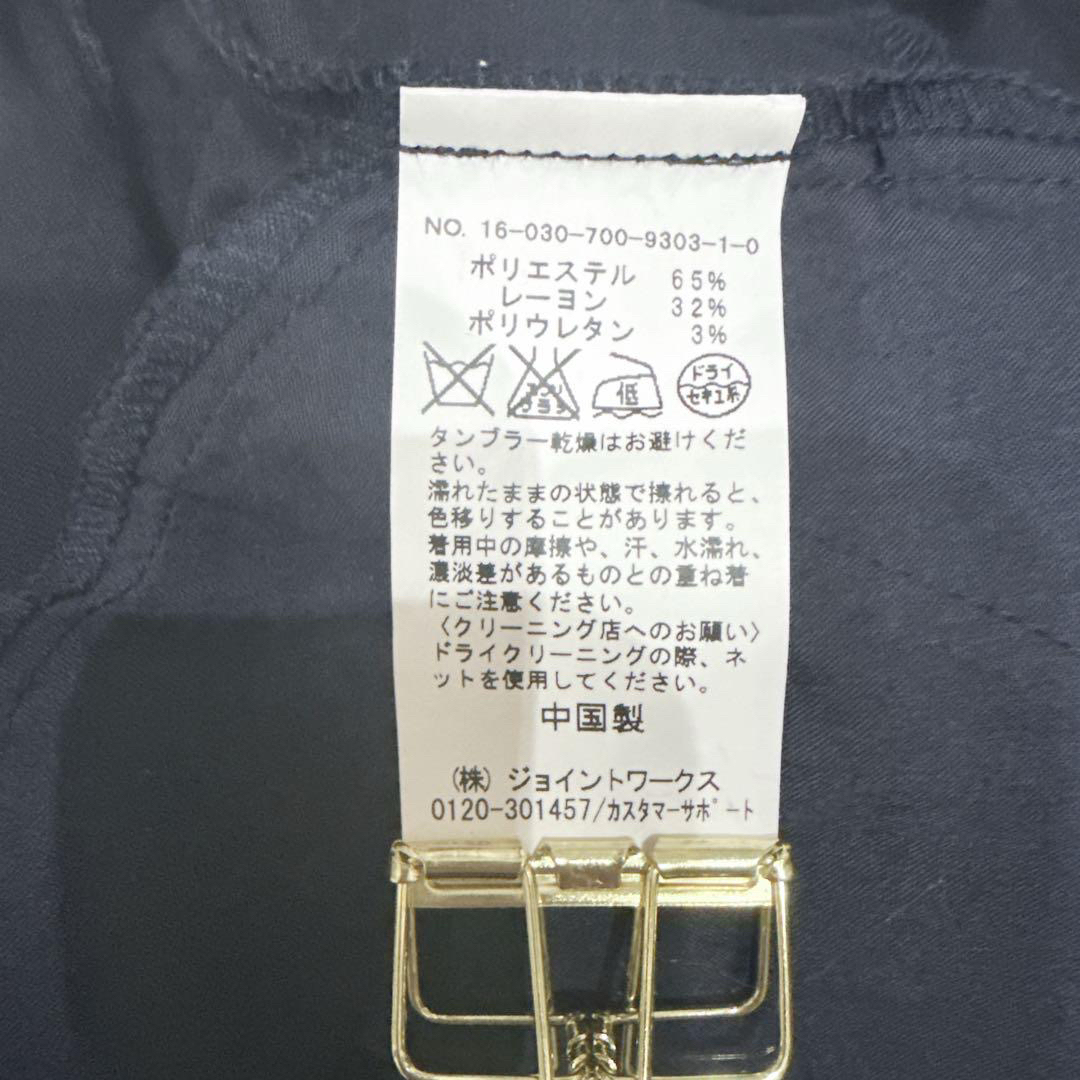 NO. 16-030-700-9303-1-0
ポリエステル 65%
レーヨン 32%
ポリウレタン 3%
エンソ
低
ドライ
サラシ
セキユ系
タンブラー乾燥はお避けくだ
さい。
濡れたままの状態で擦れると、
色移りすることがあります。
着用中の摩擦や、汗、水濡れ、
濃淡差があるものとの重ね着
にご注意ください。
〈クリーニング店へのお願い〉
ドライクリーニングの際、ネ
ットを使用してください。
中国製
(株) ジョイントワークス
0120-301457/カスタマーサポート